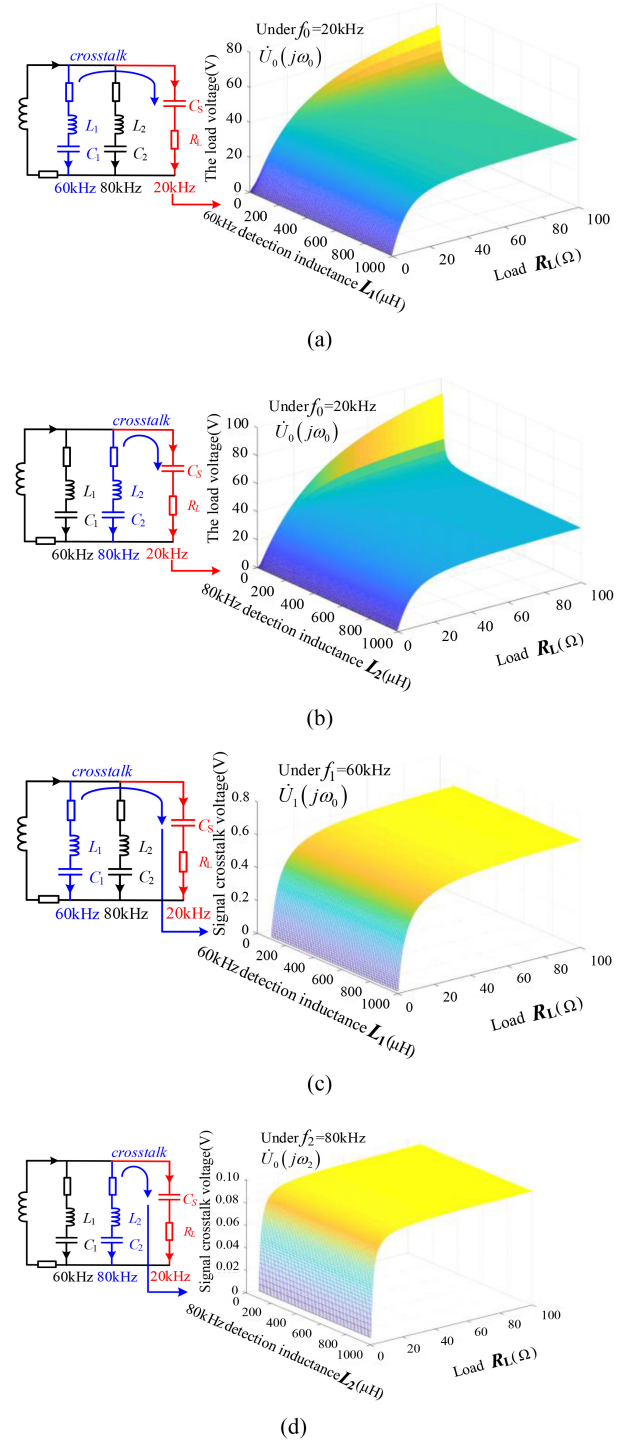 crosstalk
L1
L2
C1
C2
CS
RL
60kHz
80kHz
20kHz
Under f0=20kHz
U̇0(jω0)
The load voltage(V)
80
60
40
20
0
0
200
400
600
800
1000
60kHz detection inductance L1(μH)
0
20
40
60
80
100
Load RL(Ω)
(a)
crosstalk
L1
L2
C1
C2
CS
RL
60kHz
80kHz
20kHz
Under f0=20kHz
U̇0(jω0)
The load voltage(V)
100
80
60
40
20
0
0
200
400
600
800
1000
80kHz detection inductance L2(μH)
0
20
40
60
80
100
Load RL(Ω)
(b)
crosstalk
L1
L2
C1
C2
CS
RL
60kHz
80kHz
20kHz
Under f1=60kHz
U̇1(jω0)
Signal crosstalk voltage(V)
0.8
0.6
0.4
0.2
0
0
200
400
600
800
1000
60kHz detection inductance L1(μH)
0
20
40
60
80
100
Load RL(Ω)
(c)
crosstalk
L1
L2
C1
C2
CS
RL
60kHz
80kHz
20kHz
Under f2=80kHz
U̇0(jω2)
Signal crosstalk voltage(V)
0.10
0.08
0.06
0.04
0.02
0
0
200
400
600
800
1000
80kHz detection inductance L2(μH)
0
20
40
60
80
100
Load RL(Ω)
(d)